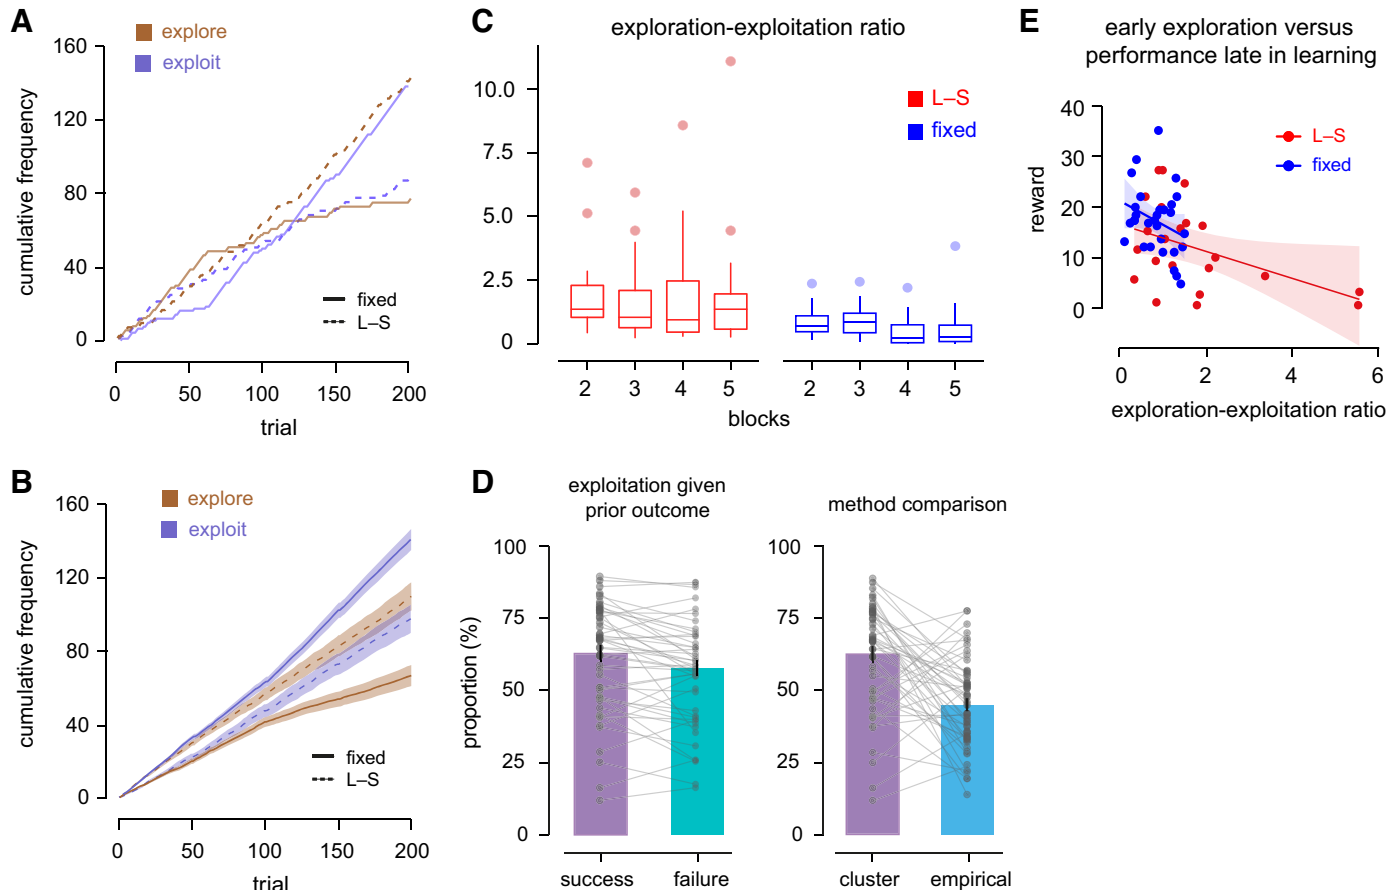 A
explore
exploit
160
120
80
40
0
cumulative frequency
fixed
L–S
0 50 100 150 200
trial
B
explore
exploit
160
120
80
40
0
cumulative frequency
fixed
L–S
0 50 100 150 200
trial
C
exploration-exploitation ratio
10.0
7.5
5.0
2.5
0
L–S
fixed
2 3 4 5 2 3 4 5
blocks
D
exploitation given
prior outcome
100
75
50
25
0
proportion (%)
success failure
method comparison
100
75
50
25
0
cluster empirical
E
early exploration versus
performance late in learning
40
30
20
10
0
reward
L–S
fixed
0 2 4 6
exploration-exploitation ratio